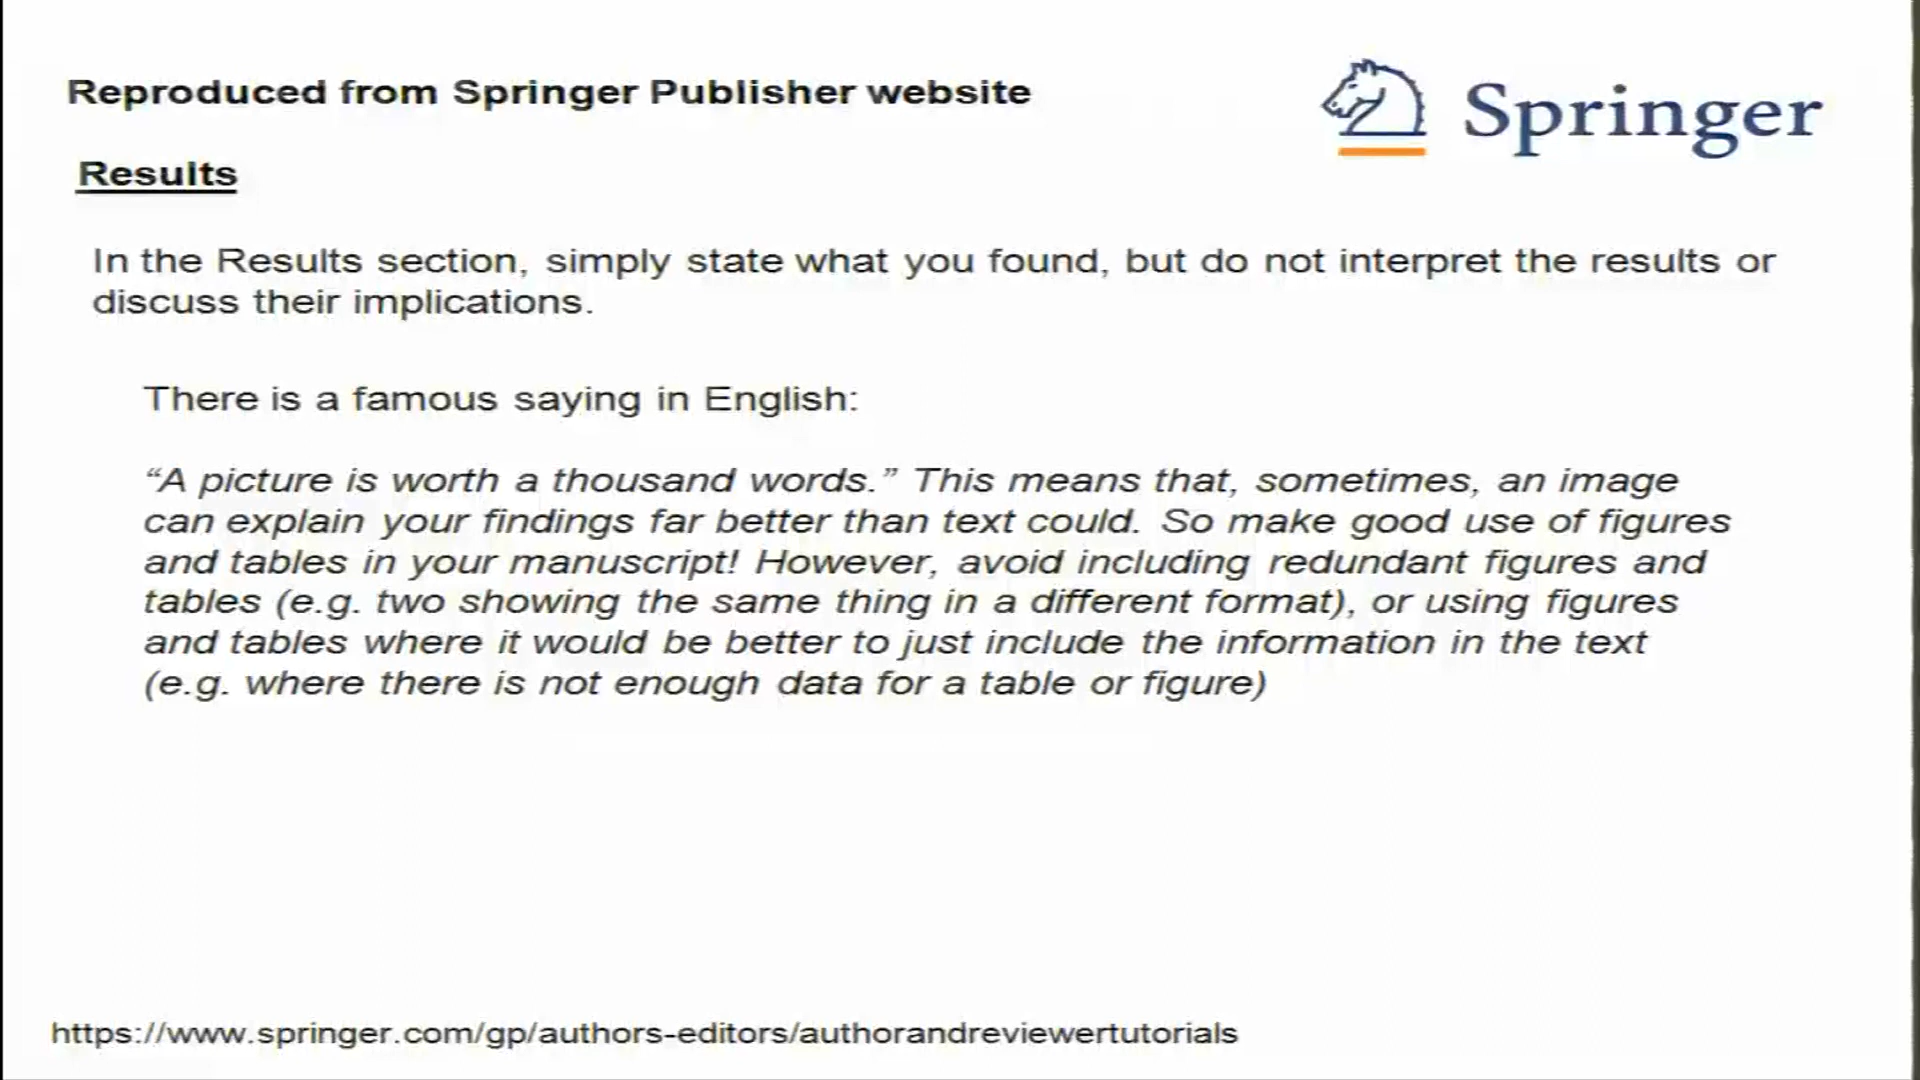 Reproduced from Springer Publisher website
Springer
Results
In the Results section, simply state what you found, but do not interpret the results or
discuss their implications.
There is a famous saying in English:
“A picture is worth a thousand words.” This means that, sometimes, an image
can explain your findings far better than text could. So make good use of figures
and tables in your manuscript! However, avoid including redundant figures and
tables (e.g. two showing the same thing in a different format), or using figures
and tables where it would be better to just include the information in the text
(e.g. where there is not enough data for a table or figure)
https://www.springer.com/gp/authors-editors/authorandreviewertutorials